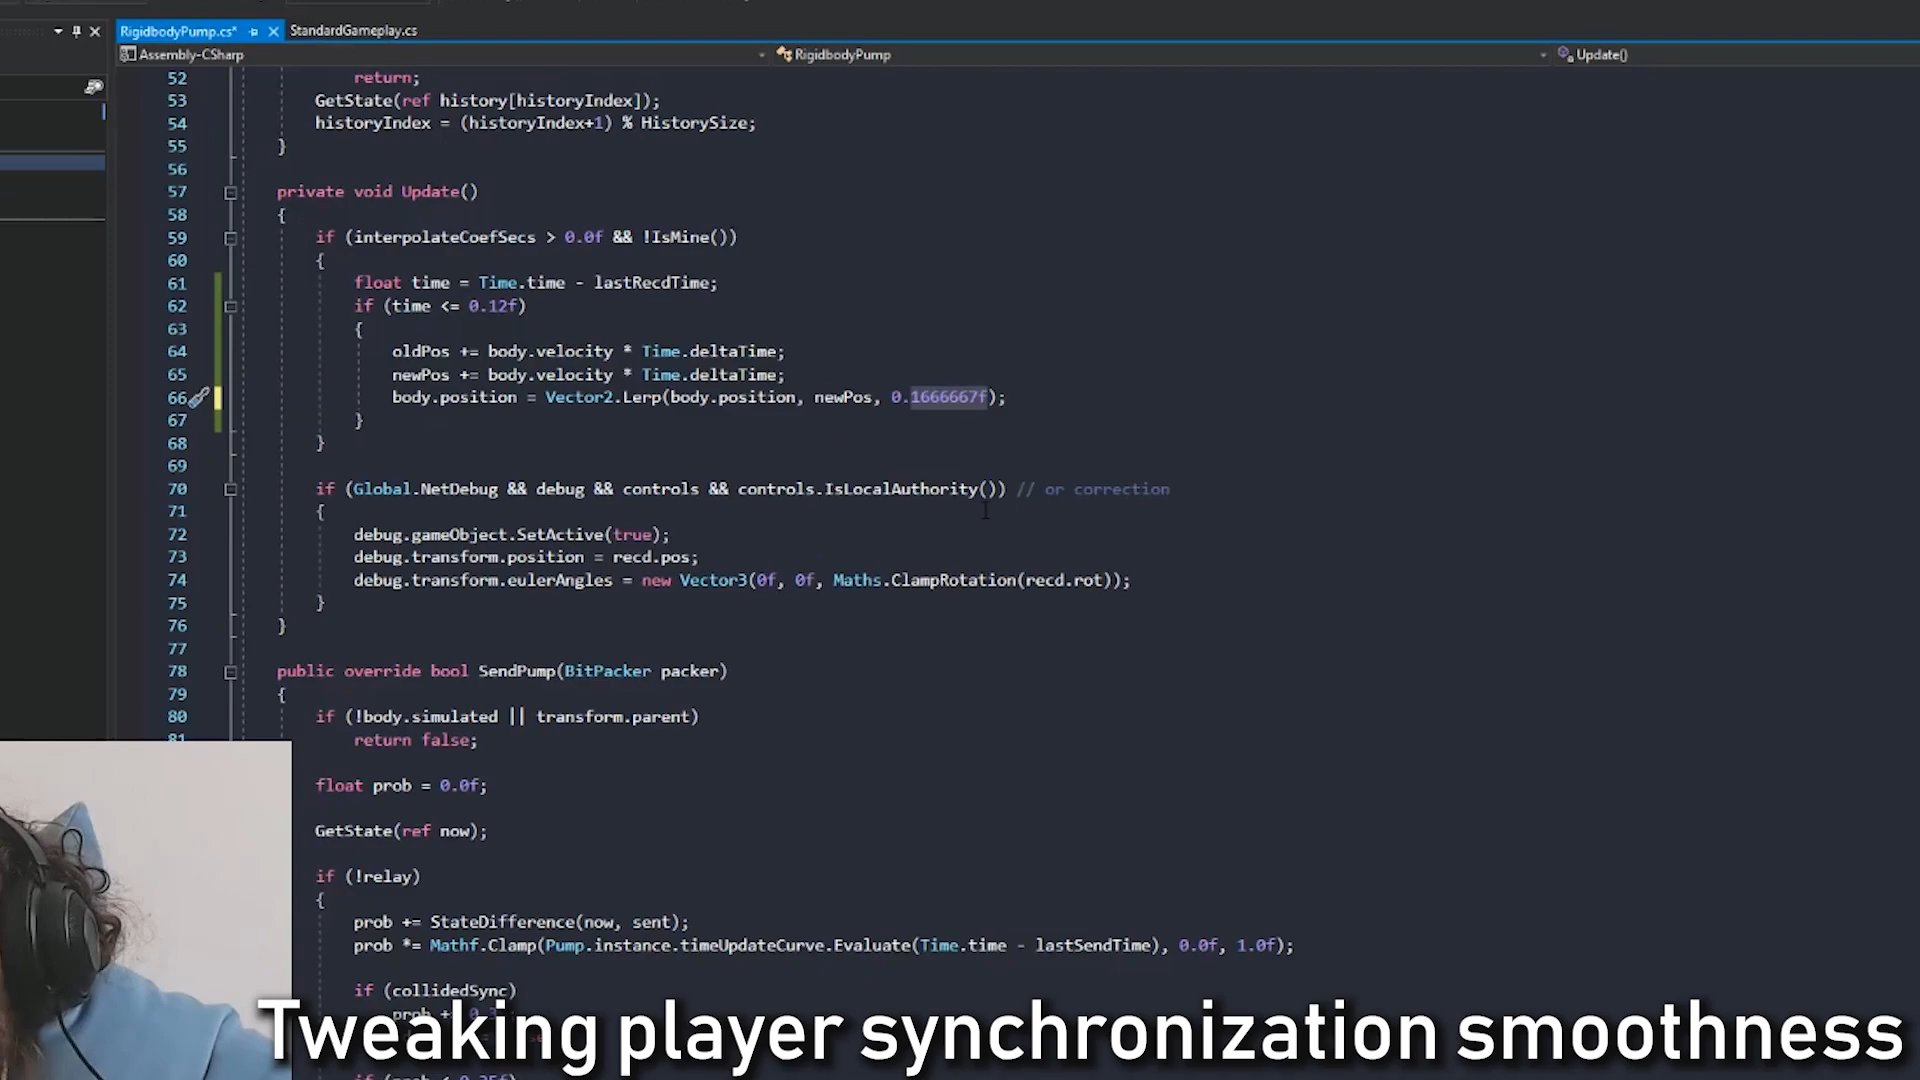 RigidbodyPump.cs*
StandardGameplay.cs
Assembly-CSharp
RigidbodyPump
Update()
52 return;
53 GetState(ref history[historyIndex]);
54 historyIndex = (historyIndex+1) % HistorySize;
55 }
56
57 private void Update()
58 {
59 if (interpolateCoefSecs > 0.0f && !IsMine())
60 {
61 float time = Time.time - lastRecdTime;
62 if (time <= 0.12f)
63 {
64 oldPos += body.velocity * Time.deltaTime;
65 newPos += body.velocity * Time.deltaTime;
66 body.position = Vector2.Lerp(body.position, newPos, 0.1666667f);
67 }
68 }
69
70 if (Global.NetDebug && debug && controls && controls.IsLocalAuthority()) // or correction
71 {
72 debug.gameObject.SetActive(true);
73 debug.transform.position = recd.pos;
74 debug.transform.eulerAngles = new Vector3(0f, 0f, Maths.ClampRotation(recd.rot));
75 }
76 }
77
78 public override bool SendPump(BitPacker packer)
79 {
80 if (!body.simulated || transform.parent)
81 return false;
float prob = 0.0f;
GetState(ref now);
if (!relay)
{
prob += StateDifference(now, sent);
prob *= Mathf.Clamp(Pump.instance.timeUpdateCurve.Evaluate(Time.time - lastSendTime), 0.0f, 1.0f);
if (collidedSync)
Tweaking player synchronization smoothness